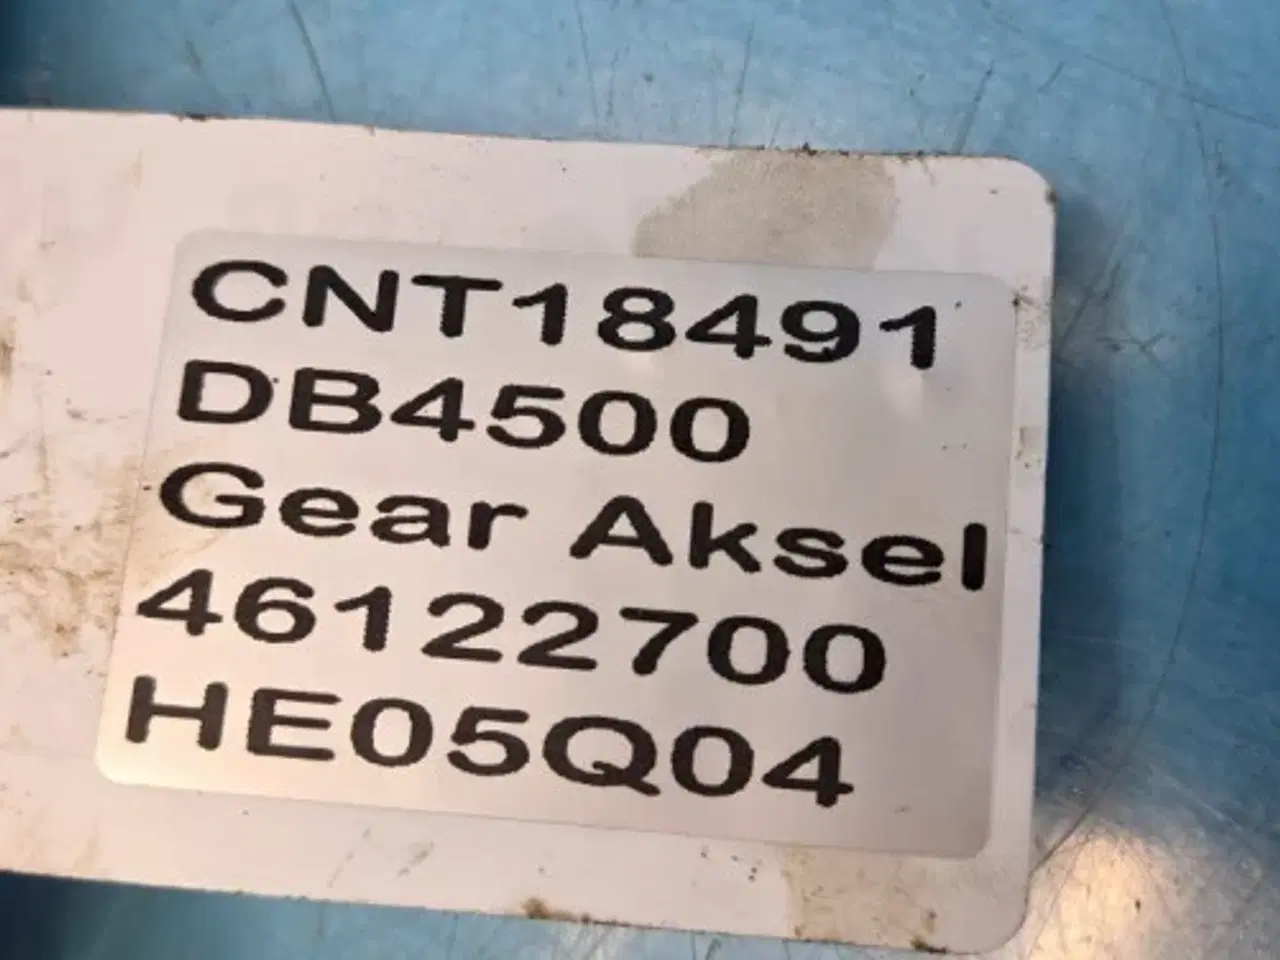 CNT18491
DB4500
Gear Aksel
46122700
HE05Q04